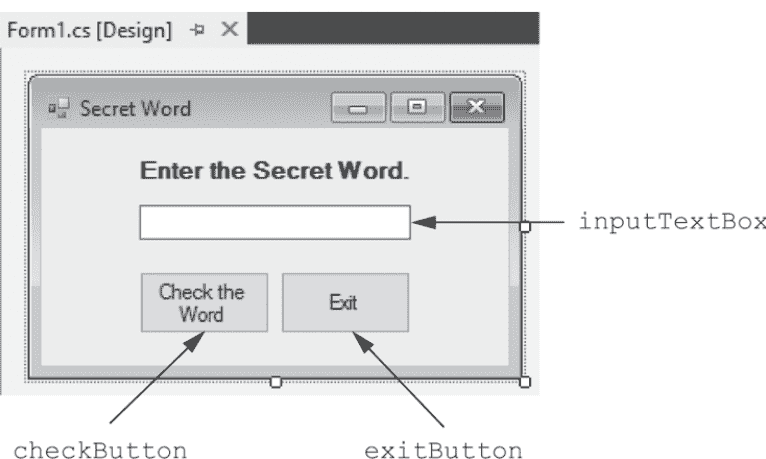 Form1.cs [Design]
Secret Word
Enter the Secret Word.
inputTextBox
Check the
Word
Exit
checkButton
exitButton